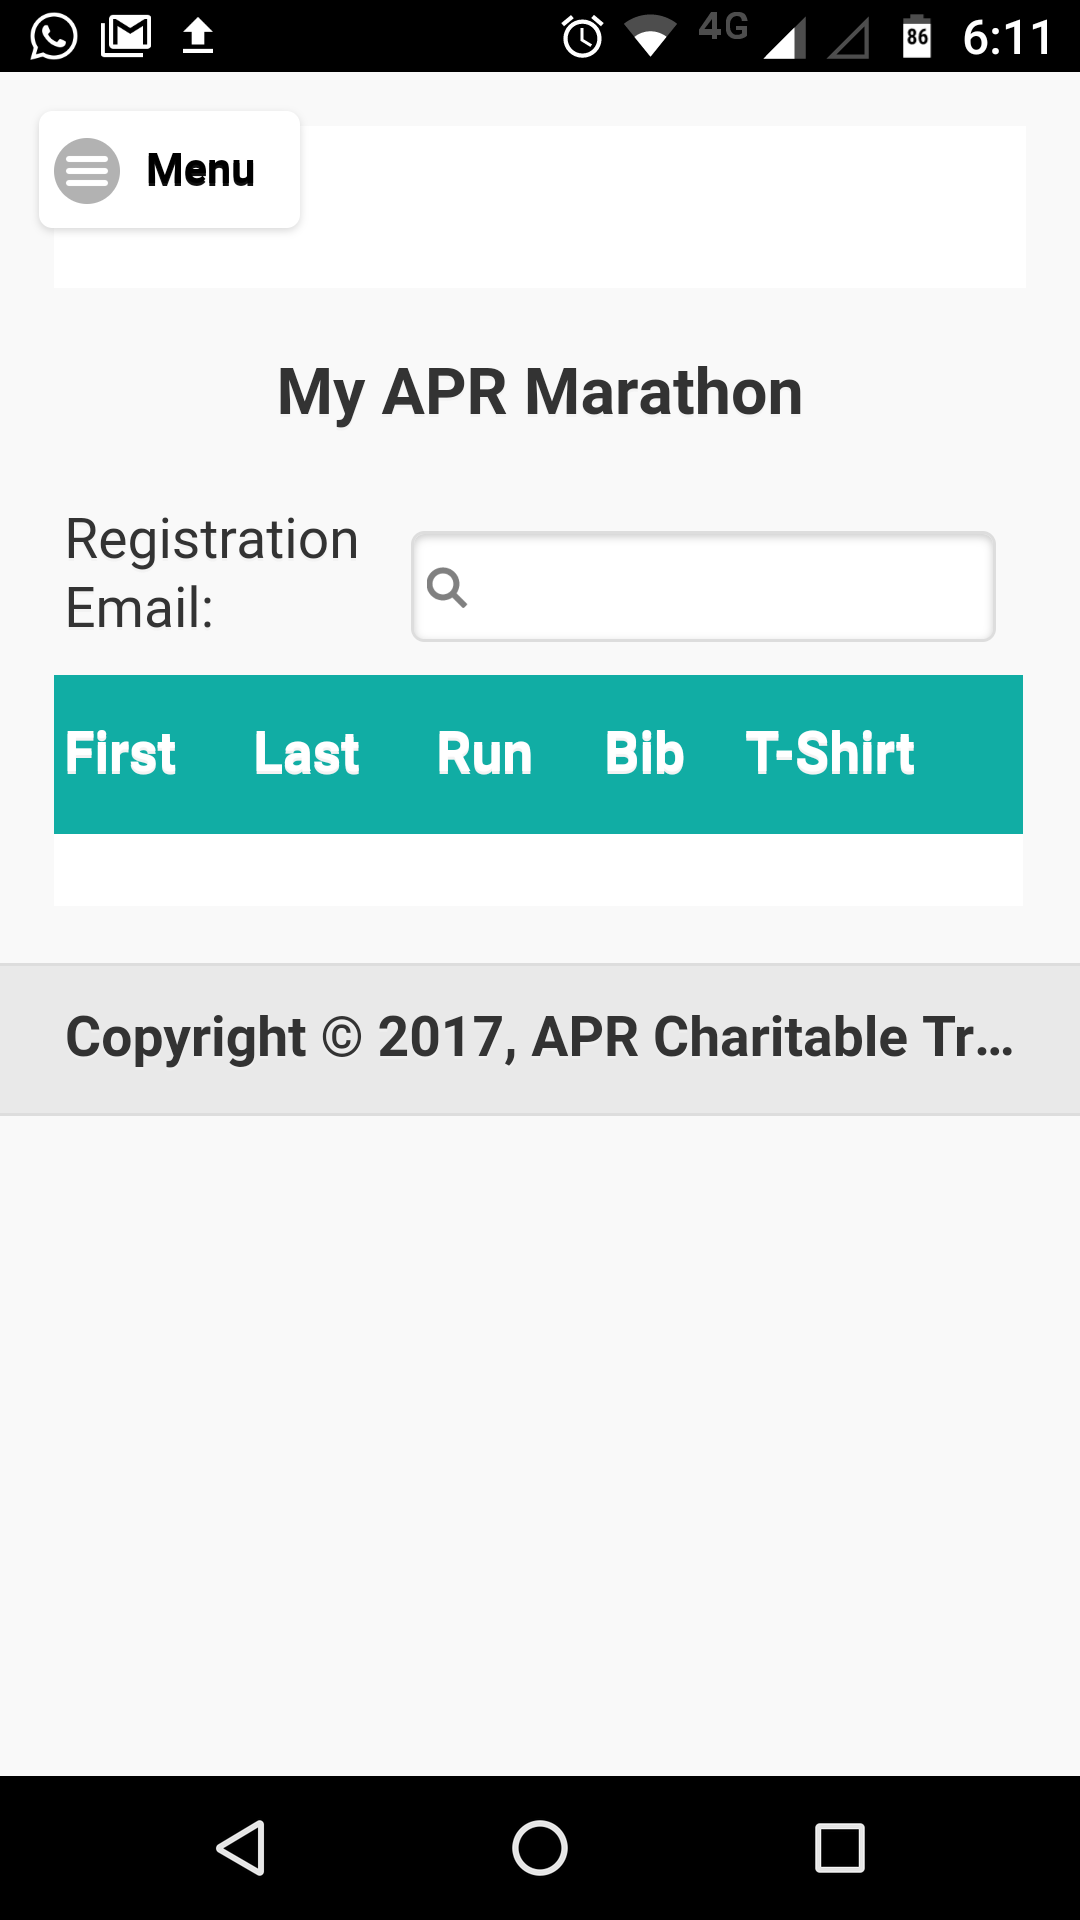 4G 86 6:11
Menu
My APR Marathon
Registration
Email:
First Last Run Bib T-Shirt
Copyright © 2017, APR Charitable Tr...